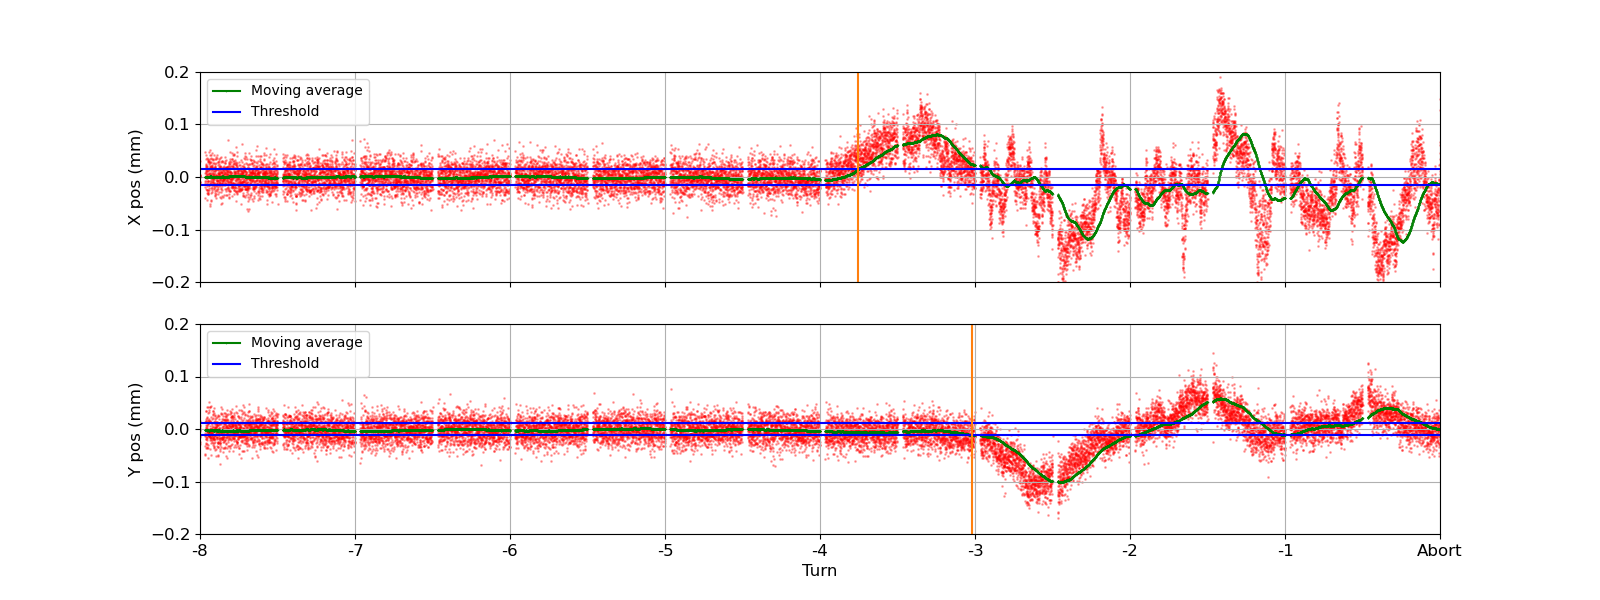 0.2
0.1
0.0
−0.1
−0.2
X pos (mm)
Moving average
Threshold
0.2
0.1
0.0
−0.1
−0.2
Y pos (mm)
Moving average
Threshold
-8 -7 -6 -5 -4 -3 -2 -1 Abort
Turn